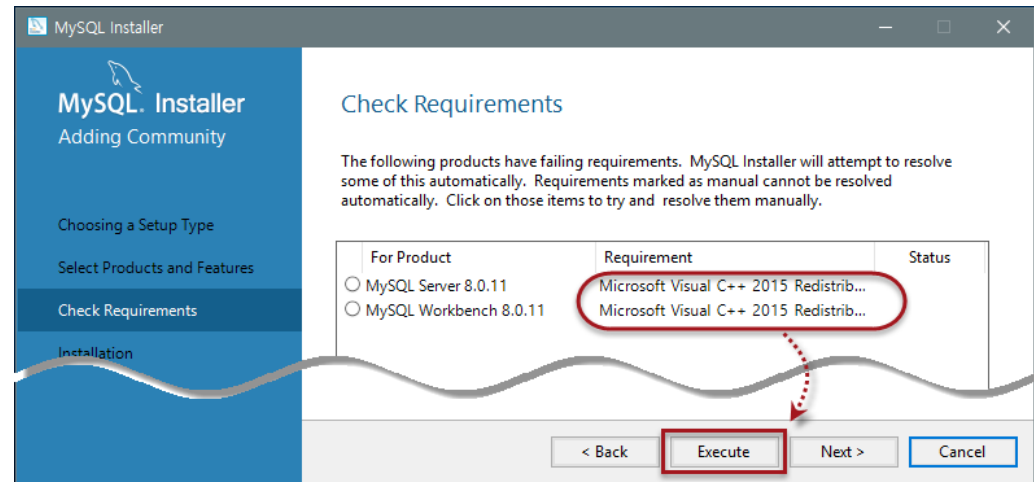 MySQL Installer
MySQL. Installer
Adding Community
Choosing a Setup Type
Select Products and Features
Check Requirements
Installation
Check Requirements
The following products have failing requirements. MySQL Installer will attempt to resolve
some of this automatically. Requirements marked as manual cannot be resolved
automatically. Click on those items to try and resolve them manually.
For Product Requirement Status
MySQL Server 8.0.11 Microsoft Visual C++ 2015 Redistrib...
MySQL Workbench 8.0.11 Microsoft Visual C++ 2015 Redistrib...
< Back Execute Next > Cancel